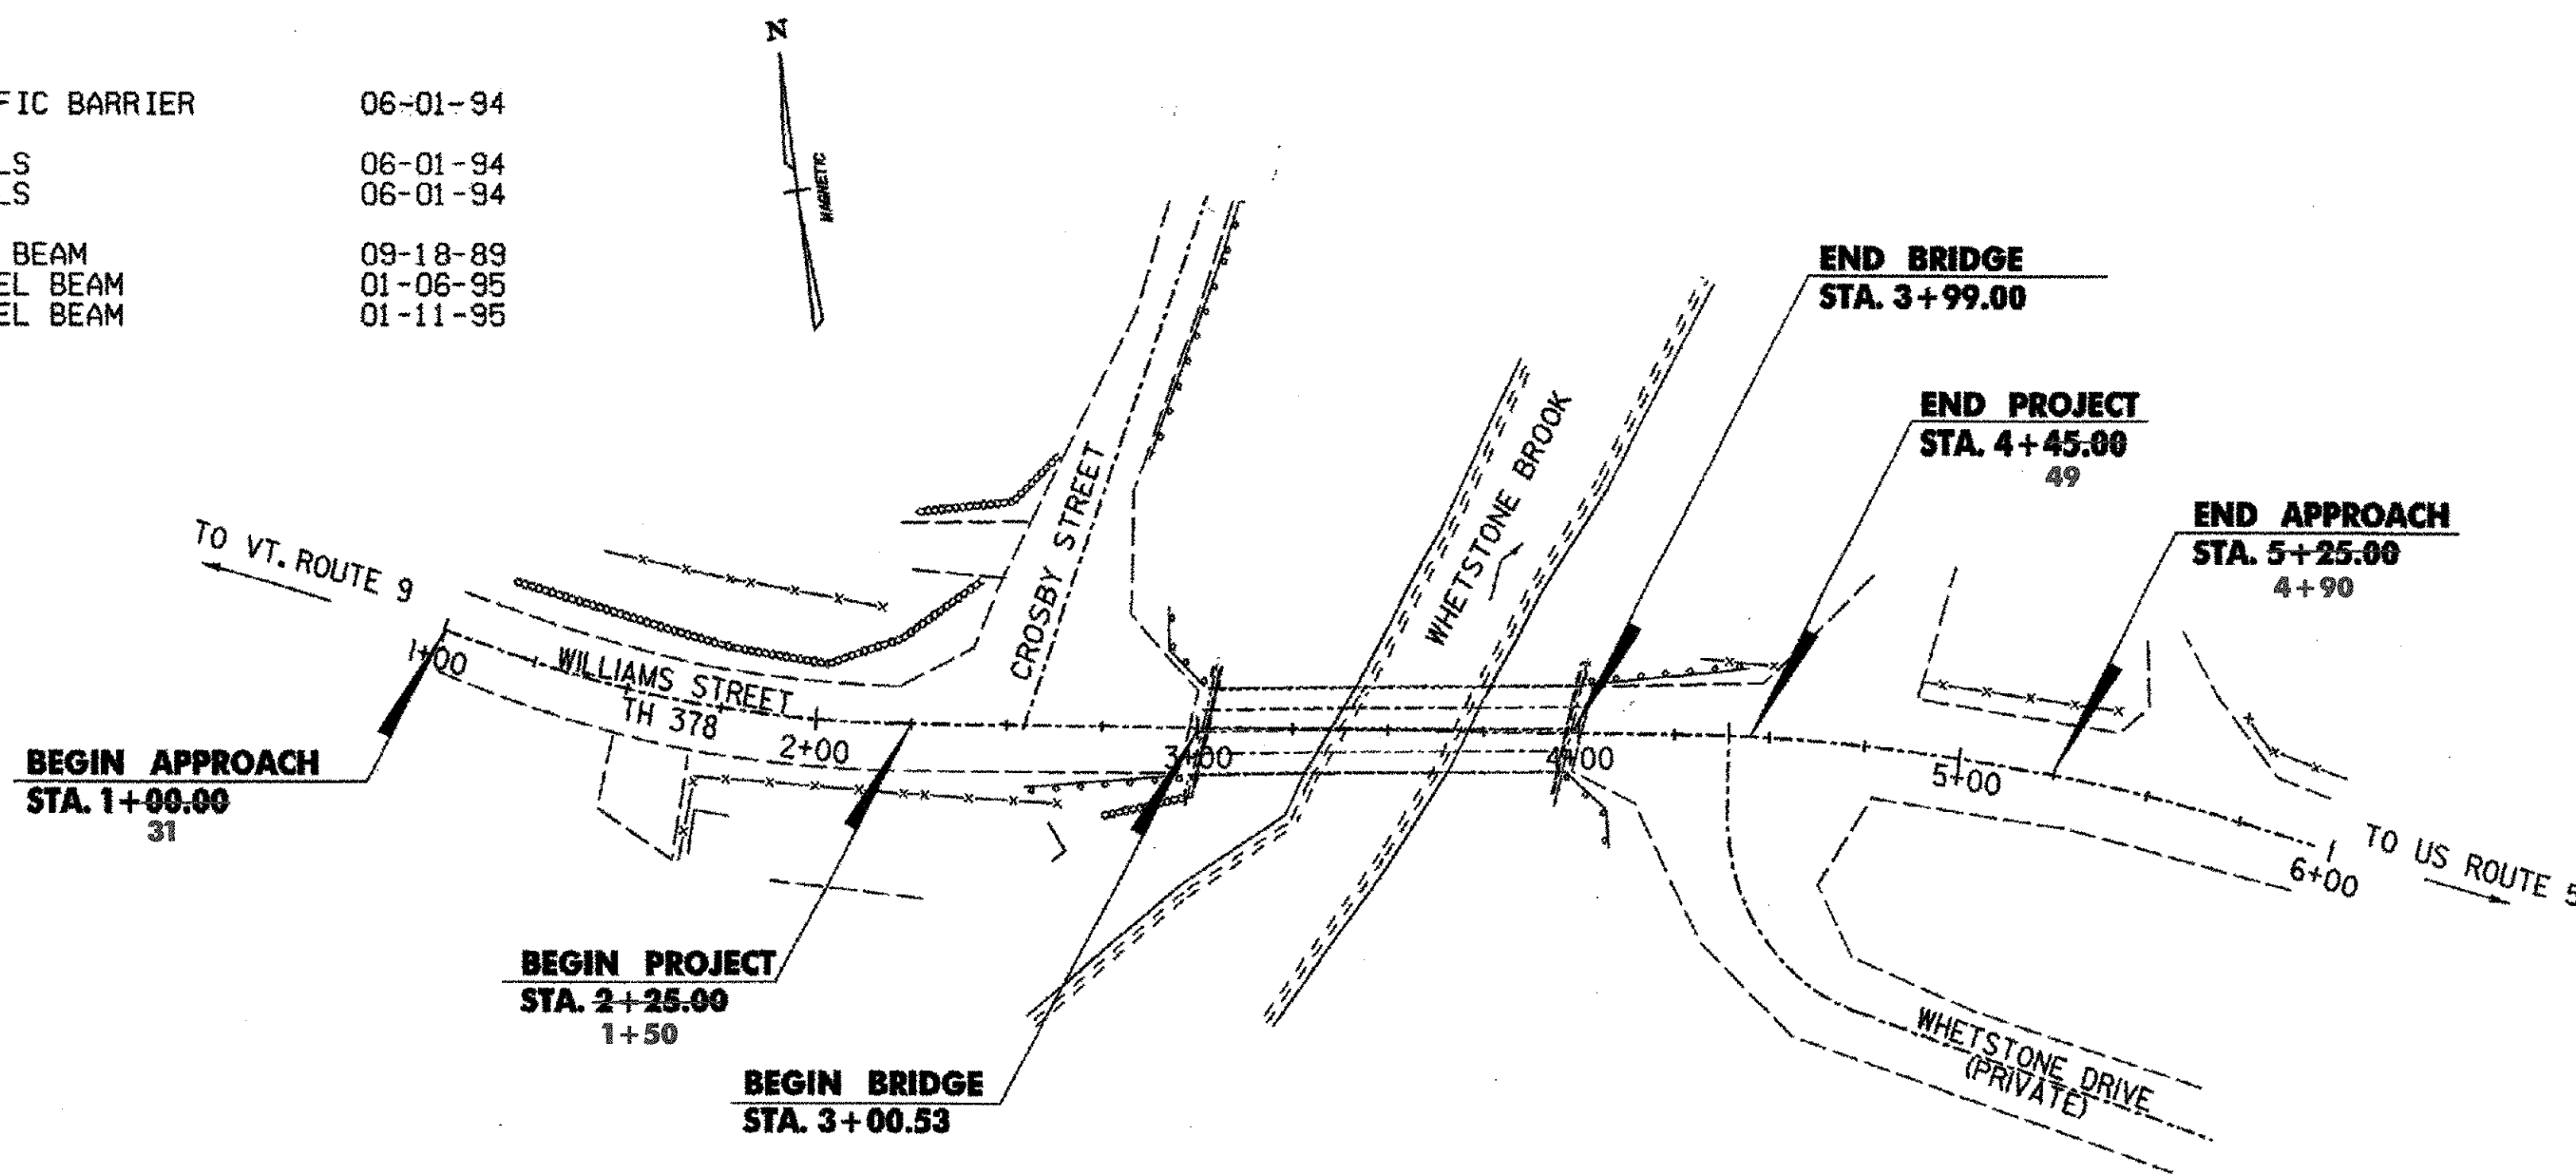 N
MAGNETIC
FIC BARRIER 06-01-94
LS 06-01-94
LS 06-01-94
BEAM 09-18-89
EL BEAM 01-06-95
EL BEAM 01-11-95
END BRIDGE
STA. 3+99.00
END PROJECT
STA. 4+45.00
49
END APPROACH
STA. 5+25.00
4+90
TO VT. ROUTE 9
CROSBY STREET
WHETSTONE BROOK
1+00
WILLIAMS STREET
TH 378
2+00
3+00
4+00
5+00
6+00
TO US ROUTE 5
BEGIN APPROACH
STA. 1+00.00
31
BEGIN PROJECT
STA. 2+25.00
1+50
BEGIN BRIDGE
STA. 3+00.53
WHETSTONE DRIVE
(PRIVATE)